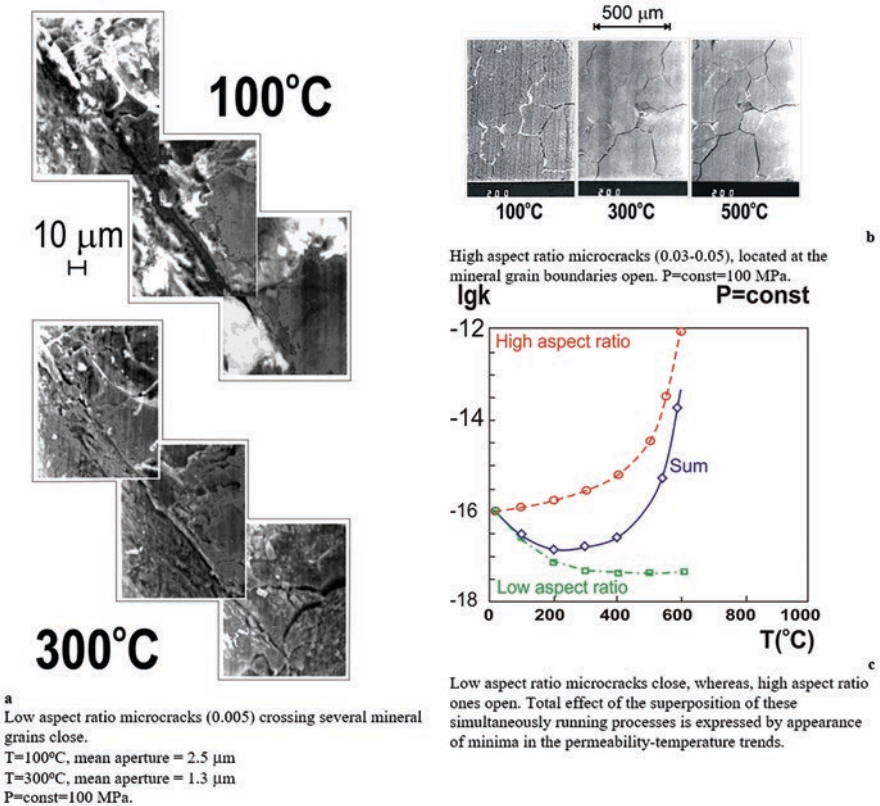 100°C
10 μm
300°C
a
Low aspect ratio microcracks (0.005) crossing several mineral
grains close.
T=100ºC, mean aperture = 2.5 μm
T=300ºC, mean aperture = 1.3 μm
P=const=100 MPa.
500 μm
200
200
200
100°C
300°C
500°C
b
High aspect ratio microcracks (0.03-0.05), located at the
mineral grain boundaries open. P=const=100 MPa.
lgk
P=const
-12
High aspect ratio
-14
Sum
-16
Low aspect ratio
-18
0
200
400
600
800
1000
T(°C)
c
Low aspect ratio microcracks close, whereas, high aspect ratio
ones open. Total effect of the superposition of these
simultaneously running processes is expressed by appearance
of minima in the permeability-temperature trends.